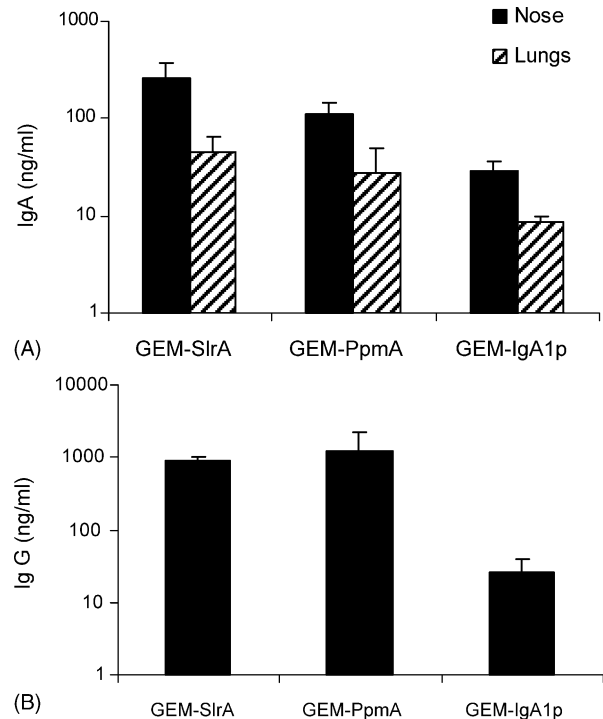 Nose
Lungs
1000
100
10
1
IgA (ng/ml)
(A)
GEM-SlrA GEM-PpmA GEM-IgA1p
10000
1000
100
10
1
Ig G (ng/ml)
(B)
GEM-SlrA GEM-PpmA GEM-IgA1p